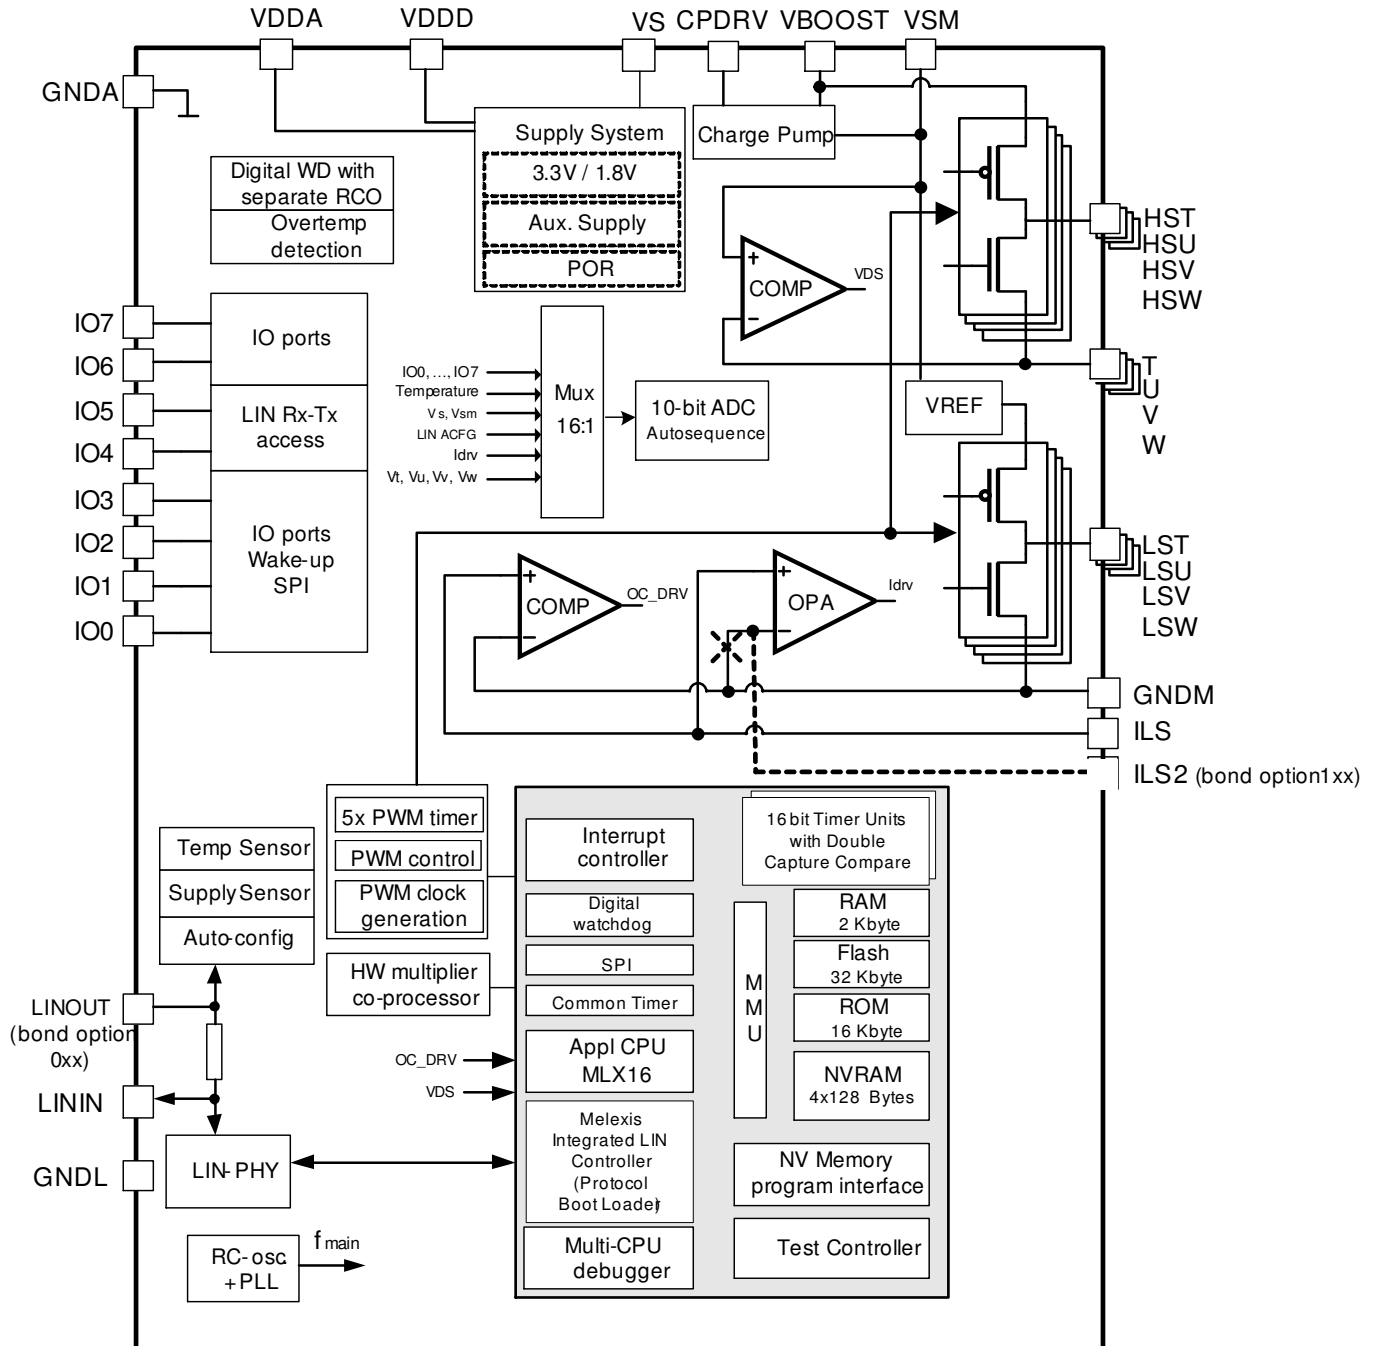 VDDA
VDDD
VS
CPDRV
VBOOST
VSM
GNDA
Supply System
3.3V / 1.8V
Aux. Supply
POR
Charge Pump
Digital WD with
separate RCO
Overtemp
detection
+
COMP
−
VDS
HST
HSU
HSV
HSW
IO7
IO6
IO5
IO4
IO3
IO2
IO1
IO0
IO ports
LIN Rx-Tx
access
IO ports
Wake-up
SPI
IO0, ..., IO7
Temperature
Vs, Vsm
LIN ACFG
Idrv
Vt, Vu, Vv, Vw
Mux
16:1
10-bit ADC
Autosequence
VREF
T
U
V
W
+
COMP
−
OC_DRV
+
OPA
−
Idrv
LST
LSU
LSV
LSW
GNDM
ILS
ILS2 (bond option1xx)
5x PWM timer
PWM control
PWM clock
generation
HW multiplier
co-processor
Temp Sensor
Supply Sensor
Auto-config
LINOUT
(bond option
0xx)
LININ
GNDL
LIN-PHY
RC-osc.
+PLL
fmain
OC_DRV
VDS
Interrupt
controller
Digital
watchdog
SPI
Common Timer
Appl CPU
MLX16
Melexis
Integrated LIN
Controller
(Protocol
Boot Loader)
Multi-CPU
debugger
16 bit Timer Units
with Double
Capture Compare
M
M
U
RAM
2 Kbyte
Flash
32 Kbyte
ROM
16 Kbyte
NVRAM
4x128 Bytes
NV Memory
program interface
Test Controller